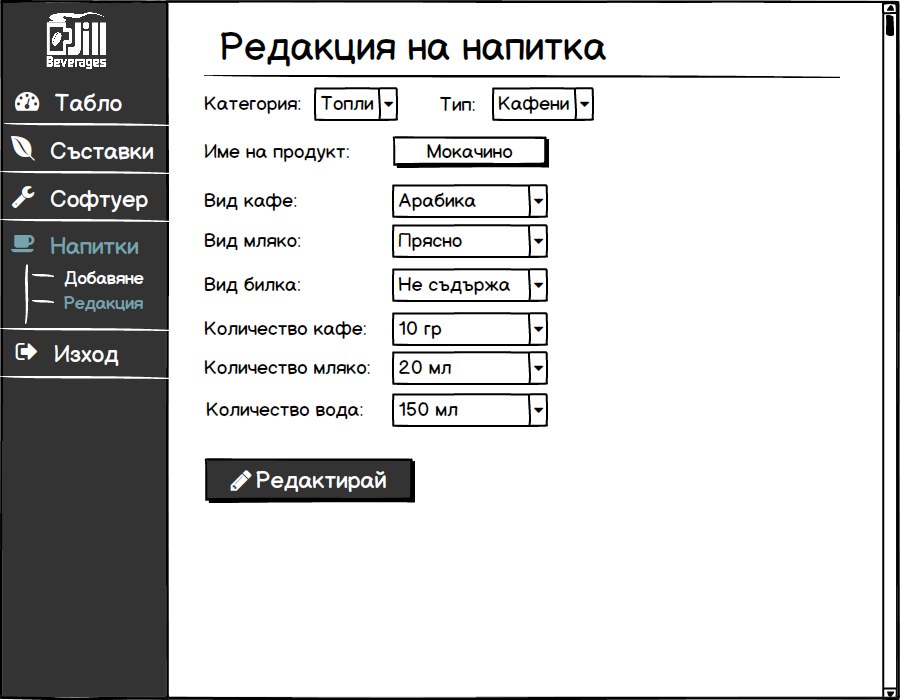 Jill
Beverages
Табло
Съставки
Софтуер
Напитки
Добавяне
Редакция
Изход
Редакция на напитка
Категория: Топли Тип: Кафени
Име на продукт: Мокачино
Вид кафе: Арабика
Вид мляко: Прясно
Вид билка: Не съдържа
Количество кафе: 10 гр
Количество мляко: 20 мл
Количество вода: 150 мл
Редактирай